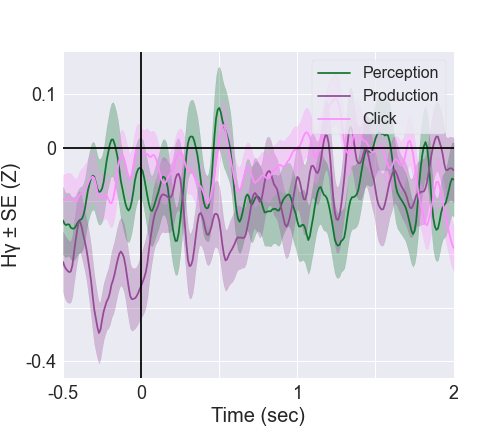 Perception
Production
Click
0.1
0
-0.4
Hγ ± SE (Z)
-0.5
0
1
2
Time (sec)